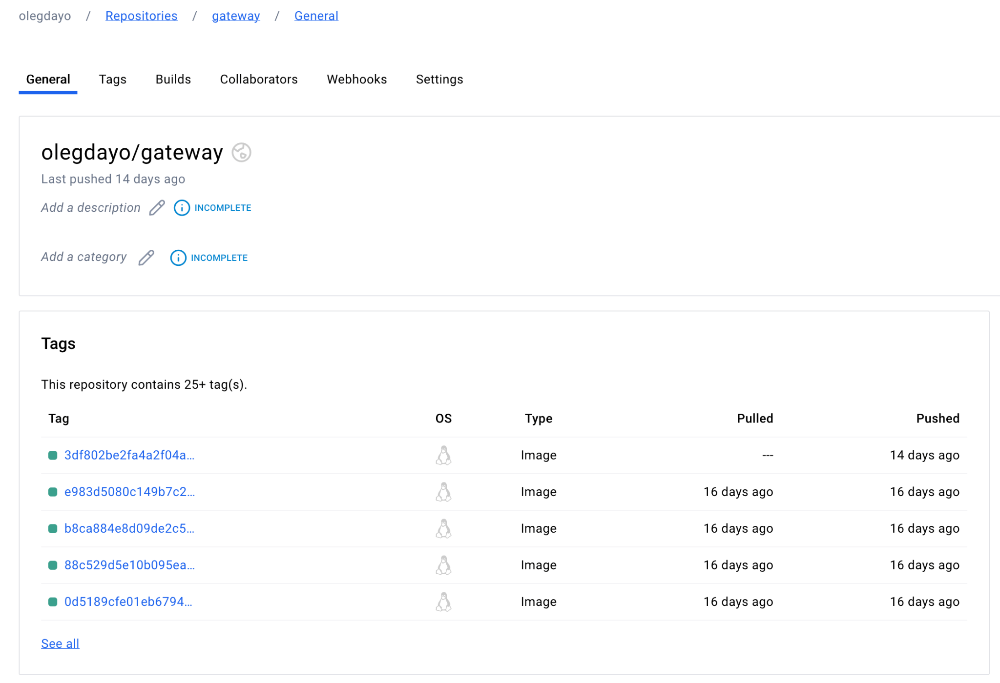 olegdayo / Repositories / gateway / General
General Tags Builds Collaborators Webhooks Settings
olegdayo/gateway
Last pushed 14 days ago
Add a description INCOMPLETE
Add a category INCOMPLETE
Tags
This repository contains 25+ tag(s).
Tag OS Type Pulled Pushed
3df802be2fa4a2f04a... Image --- 14 days ago
e983d5080c149b7c2... Image 16 days ago 16 days ago
b8ca884e8d09de2c5... Image 16 days ago 16 days ago
88c529d5e10b095ea... Image 16 days ago 16 days ago
0d5189cfe01eb6794... Image 16 days ago 16 days ago
See all